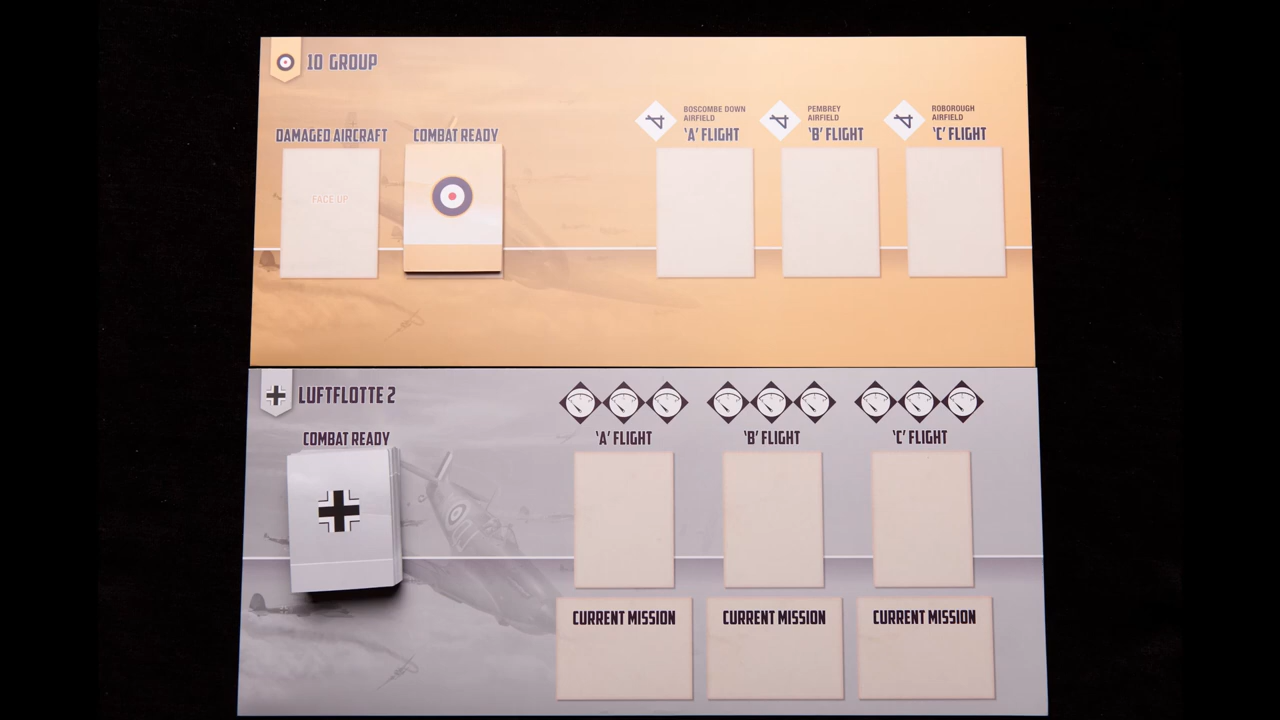 10 GROUP
DAMAGED AIRCRAFT
COMBAT READY
FACE UP
4
BOSCOMBE DOWN
AIRFIELD
'A' FLIGHT
4
PEMBREY
AIRFIELD
'B' FLIGHT
4
ROBOROUGH
AIRFIELD
'C' FLIGHT
LUFTFLOTTE 2
COMBAT READY
'A' FLIGHT
'B' FLIGHT
'C' FLIGHT
CURRENT MISSION
CURRENT MISSION
CURRENT MISSION